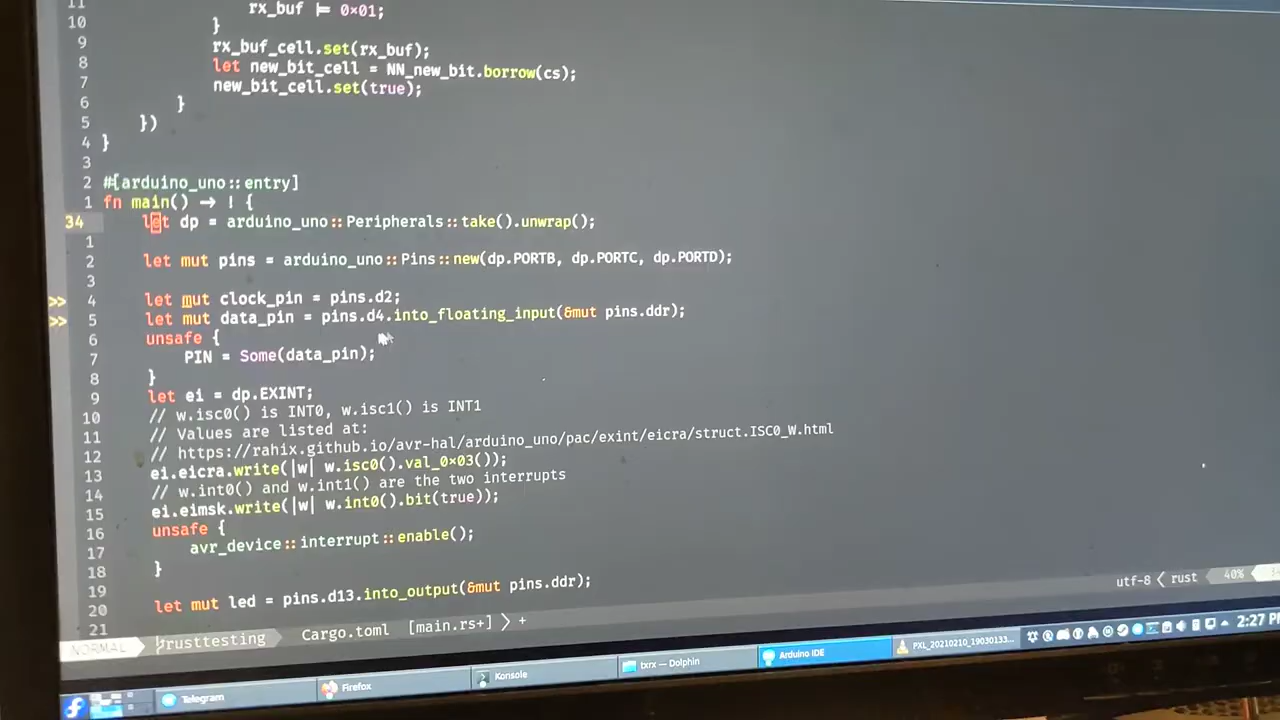 11 rx_buf |= 0x01;
10 }
9 rx_buf_cell.set(rx_buf);
8 let new_bit_cell = NN_new_bit.borrow(cs);
7 new_bit_cell.set(true);
6 }
5 })
4 }
3
2 #[arduino_uno::entry]
1 fn main() -> ! {
34 let dp = arduino_uno::Peripherals::take().unwrap();
1
2 let mut pins = arduino_uno::Pins::new(dp.PORTB, dp.PORTC, dp.PORTD);
3
>> 4 let mut clock_pin = pins.d2;
>> 5 let mut data_pin = pins.d4.into_floating_input(&mut pins.ddr);
6 unsafe {
7 PIN = Some(data_pin);
8 }
9 let ei = dp.EXINT;
10 // w.isc0() is INT0, w.isc1() is INT1
11 // Values are listed at:
12 // https://rahix.github.io/avr-hal/arduino_uno/pac/exint/eicra/struct.ISC0_W.html
13 ei.eicra.write(|w| w.isc0().val_0x03());
14 // w.int0() and w.int1() are the two interrupts
15 ei.eimsk.write(|w| w.int0().bit(true));
16 unsafe {
17 avr_device::interrupt::enable();
18 }
19
20 let mut led = pins.d13.into_output(&mut pins.ddr);
21
NORMAL rusttesting Cargo.toml [main.rs+] + utf-8 < rust 40%
Telegram Firefox Konsole txrx — Dolphin Arduino IDE PXL_20210210_19030133... 2:27